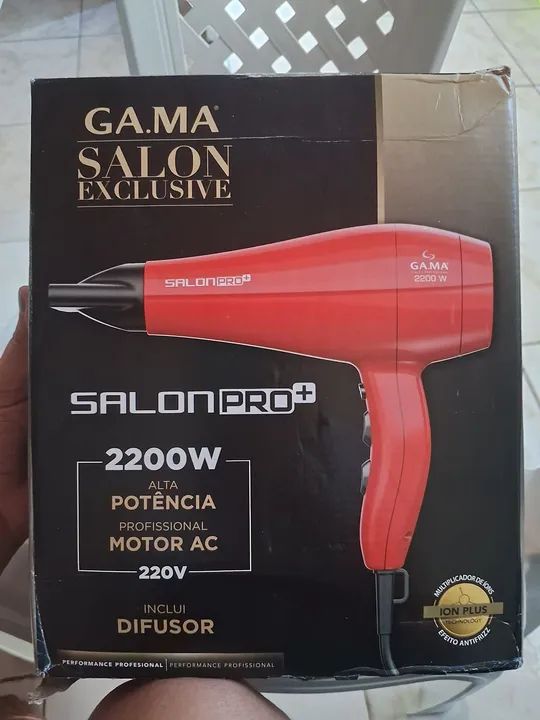 GA.MA®
SALON
EXCLUSIVE
GA.MA
2200 W
SALONPRO+
SALONPRO+
2200W
ALTA
POTÊNCIA
PROFISSIONAL
MOTOR AC
220V
INCLUI
DIFUSOR
MULTIPLICADOR DE IONS
ION PLUS
TECHNOLOGY
EFEITO ANTIFRIZZ
PERFORMANCE PROFESIONAL | PERFORMANCE PROFISSIONAL